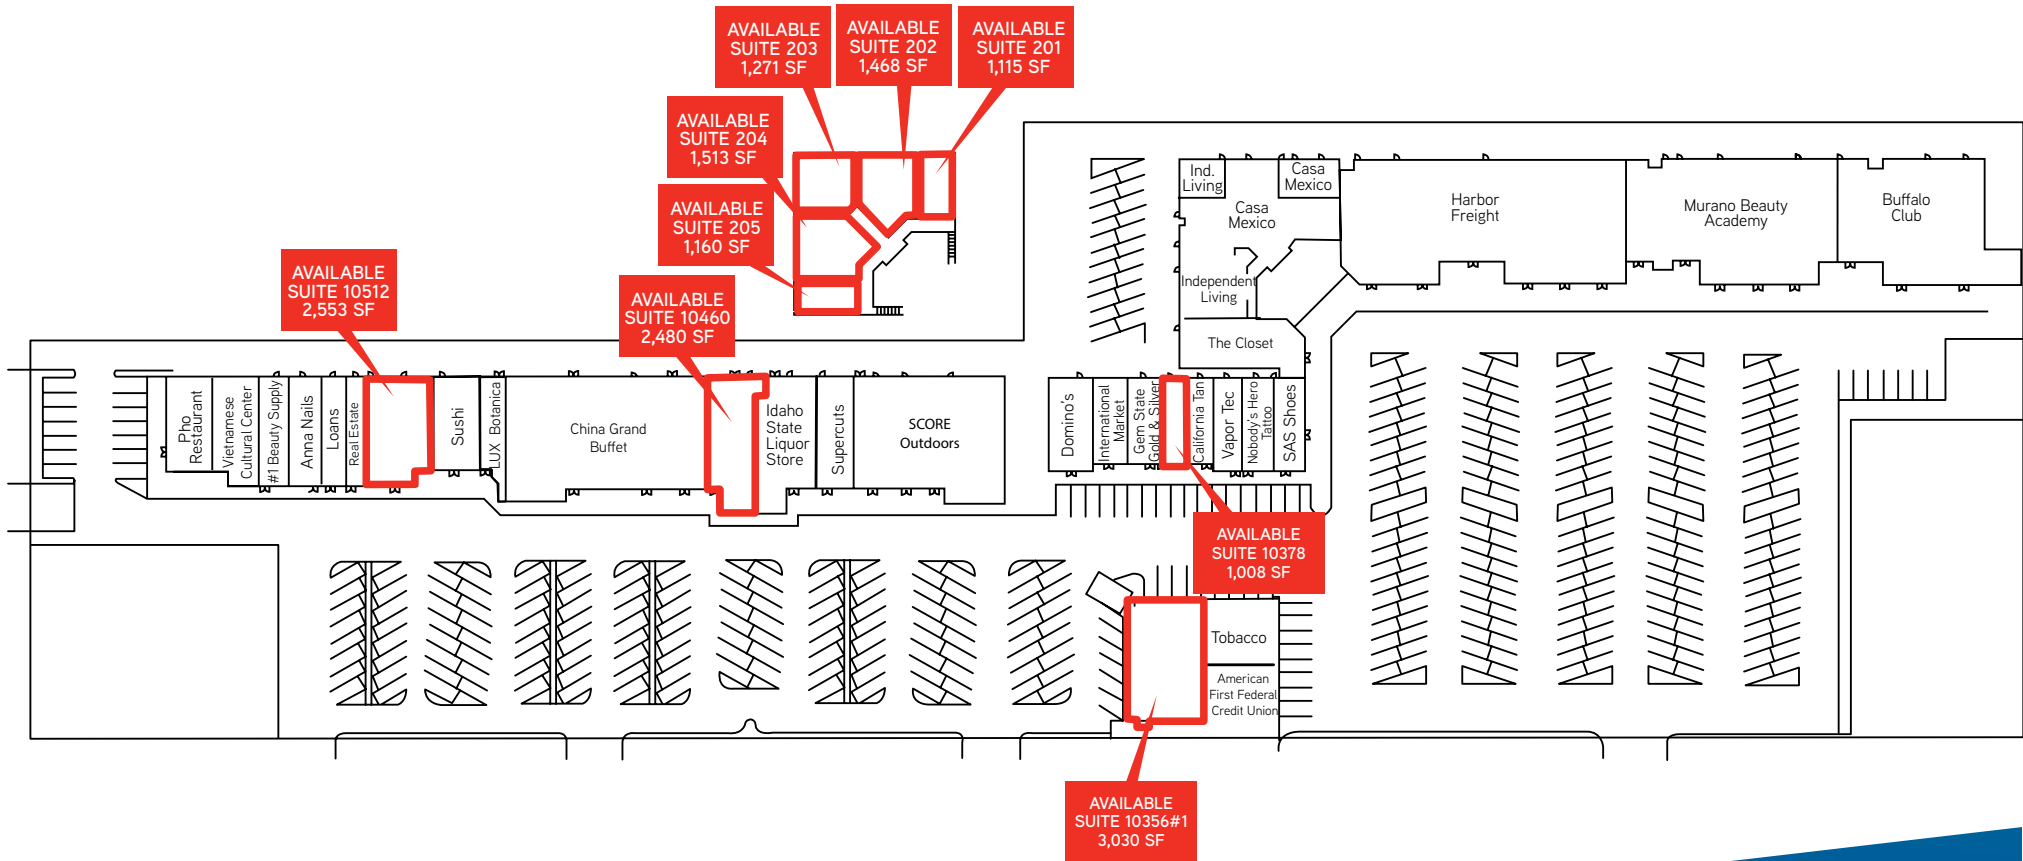 AVAILABLE
SUITE 203
1,271 SF
AVAILABLE
SUITE 202
1,468 SF
AVAILABLE
SUITE 201
1,115 SF
AVAILABLE
SUITE 204
1,513 SF
AVAILABLE
SUITE 205
1,160 SF
AVAILABLE
SUITE 10512
2,553 SF
AVAILABLE
SUITE 10460
2,480 SF
Ind.
Living
Casa
Mexico
Casa
Mexico
Independent
Living
The Closet
Harbor
Freight
Murano Beauty
Academy
Buffalo
Club
Pho
Restaurant
Vietnamese
Cultural Center
#1 Beauty Supply
Anna Nails
Loans
Real Estate
Sushi
LUX Botanica
China Grand
Buffet
Idaho
State
Liquor
Store
Supercuts
SCORE
Outdoors
Domino's
International
Market
Gem State
Gold & Silver
California Tan
Vapor Tec
Nobody's Hero
Tattoo
SAS Shoes
AVAILABLE
SUITE 10378
1,008 SF
Tobacco
American
First Federal
Credit Union
AVAILABLE
SUITE 10356#1
3,030 SF